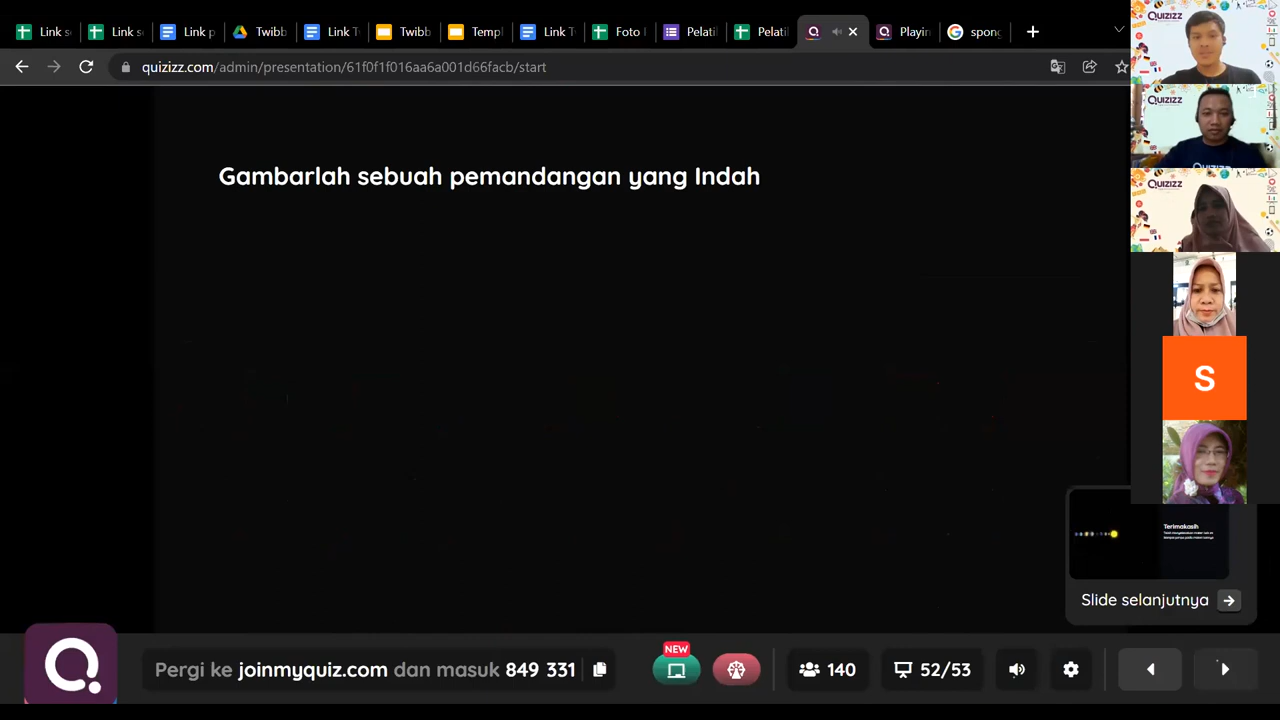 Link s
Link s
Link p
Twibb
Link T
Twibb
Templ
Link T
Foto l
Pelati
Pelati
Playin
spong
quizizz.com/admin/presentation/61f0f1f016aa6a001d66facb/start
QUIZIZZ
QUIZIZZ
QUIZIZZ
QUIZIZZ
S
Gambarlah sebuah pemandangan yang Indah
Terimakasih
Slide selanjutnya
NEW
Pergi ke joinmyquiz.com dan masuk 849 331
140
52/53